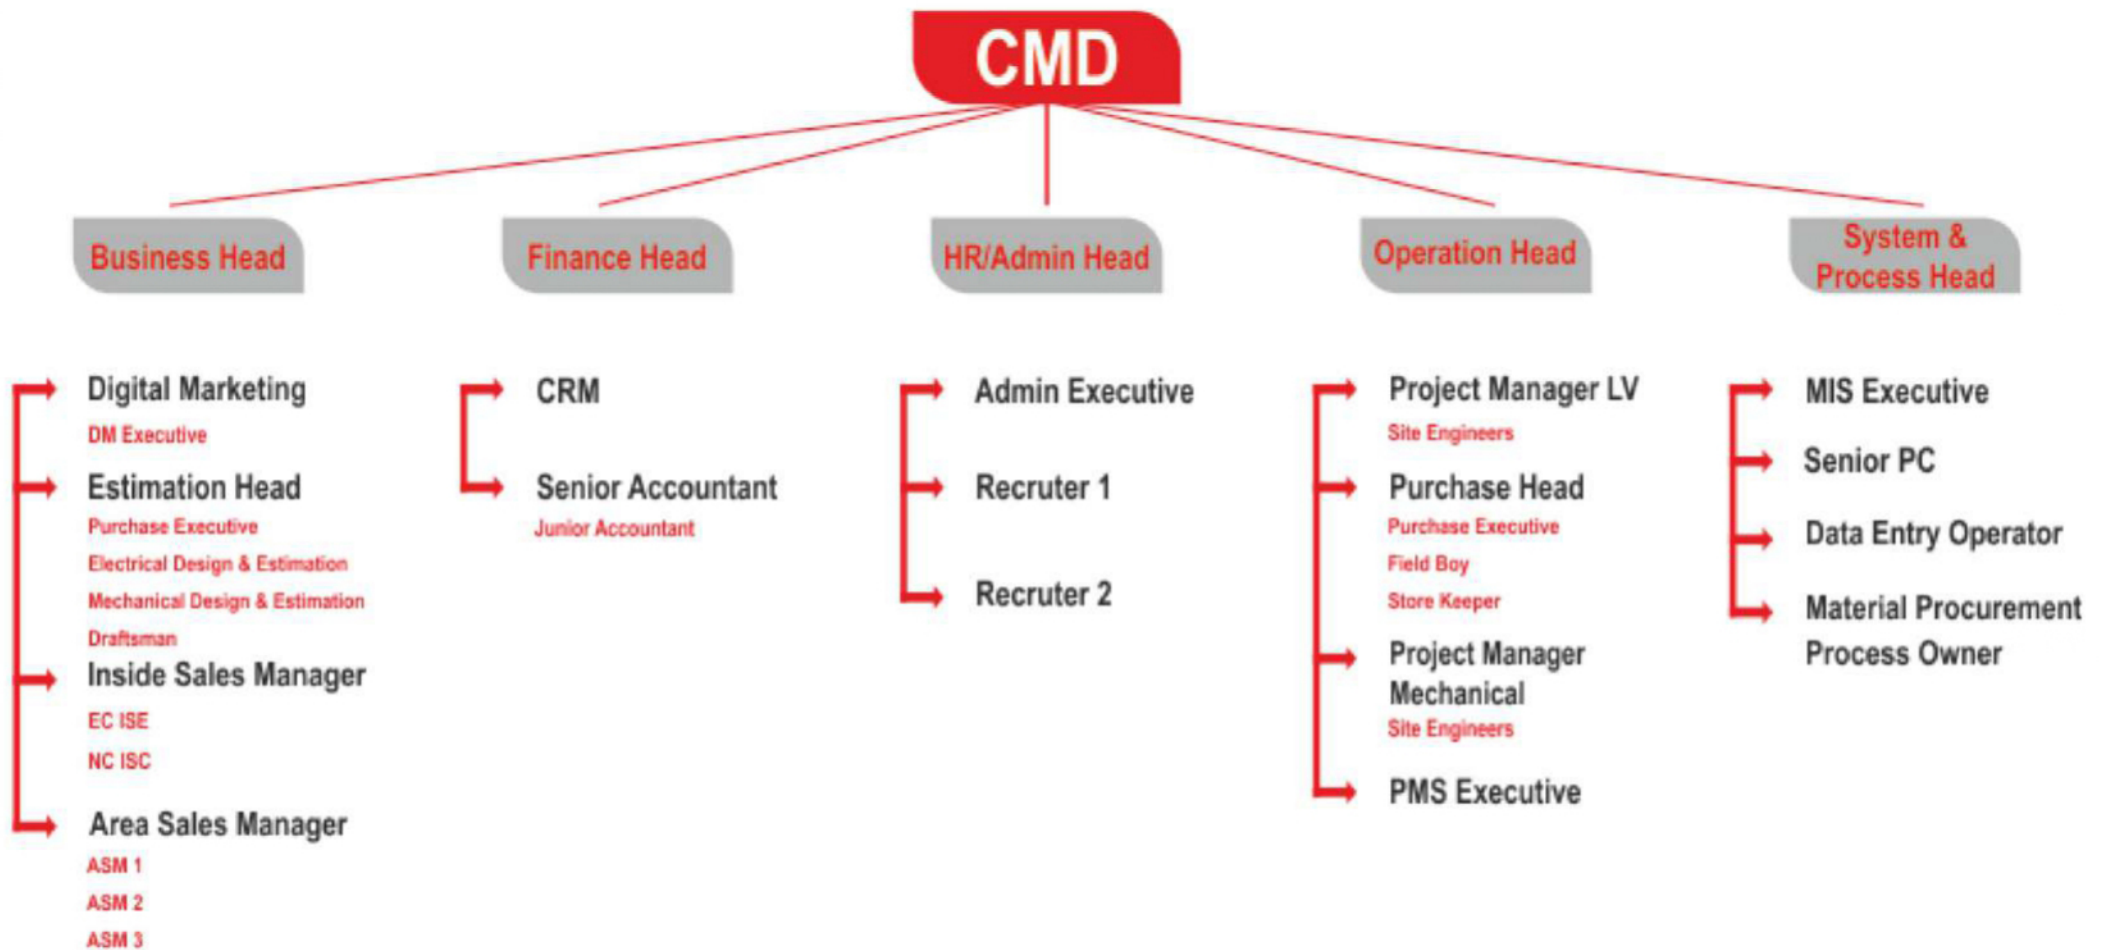 CMD
Business Head
Finance Head
HR/Admin Head
Operation Head
System &
Process Head
Digital Marketing
DM Executive
Estimation Head
Purchase Executive
Electrical Design & Estimation
Mechanical Design & Estimation
Draftsman
Inside Sales Manager
EC ISE
NC ISC
Area Sales Manager
ASM 1
ASM 2
ASM 3
CRM
Senior Accountant
Junior Accountant
Admin Executive
Recruter 1
Recruter 2
Project Manager LV
Site Engineers
Purchase Head
Purchase Executive
Field Boy
Store Keeper
Project Manager
Mechanical
Site Engineers
PMS Executive
MIS Executive
Senior PC
Data Entry Operator
Material Procurement
Process Owner